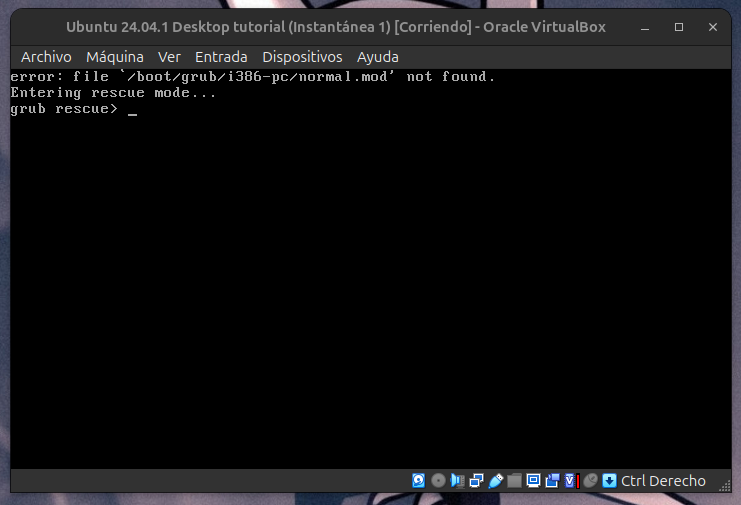 Ubuntu 24.04.1 Desktop tutorial (Instantánea 1) [Corriendo] - Oracle VirtualBox
Archivo Máquina Ver Entrada Dispositivos Ayuda
error: file `/boot/grub/i386-pc/normal.mod' not found.
Entering rescue mode...
grub rescue> _
Ctrl Derecho